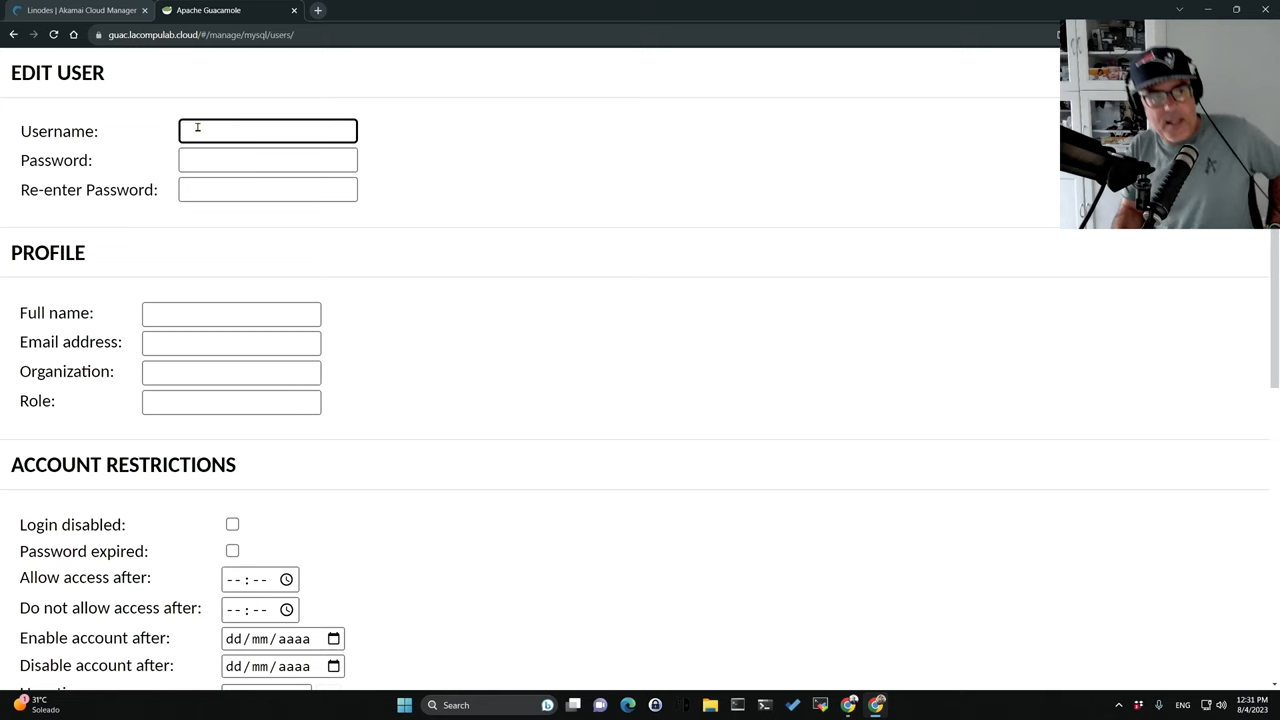 Linodes | Akamai Cloud Manager
Apache Guacamole
guac.lacompulab.cloud/#/manage/mysql/users/
EDIT USER
Username:
Password:
Re-enter Password:
PROFILE
Full name:
Email address:
Organization:
Role:
ACCOUNT RESTRICTIONS
Login disabled:
Password expired:
Allow access after: --:--
Do not allow access after: --:--
Enable account after: dd/mm/aaaa
Disable account after: dd/mm/aaaa
1
31°C
Soleado
Search
ENG
12:31 PM
8/4/2023